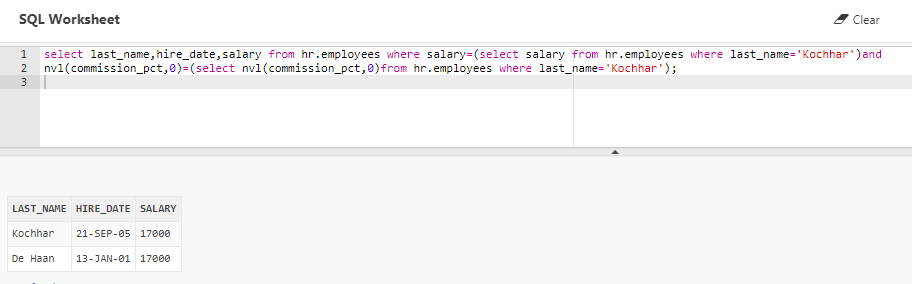 SQL Worksheet
Clear
1 select last_name,hire_date,salary from hr.employees where salary=(select salary from hr.employees where last_name='Kochhar')and
2 nvl(commission_pct,0)=(select nvl(commission_pct,0)from hr.employees where last_name='Kochhar');
3
LAST_NAME HIRE_DATE SALARY
Kochhar 21-SEP-05 17000
De Haan 13-JAN-01 17000